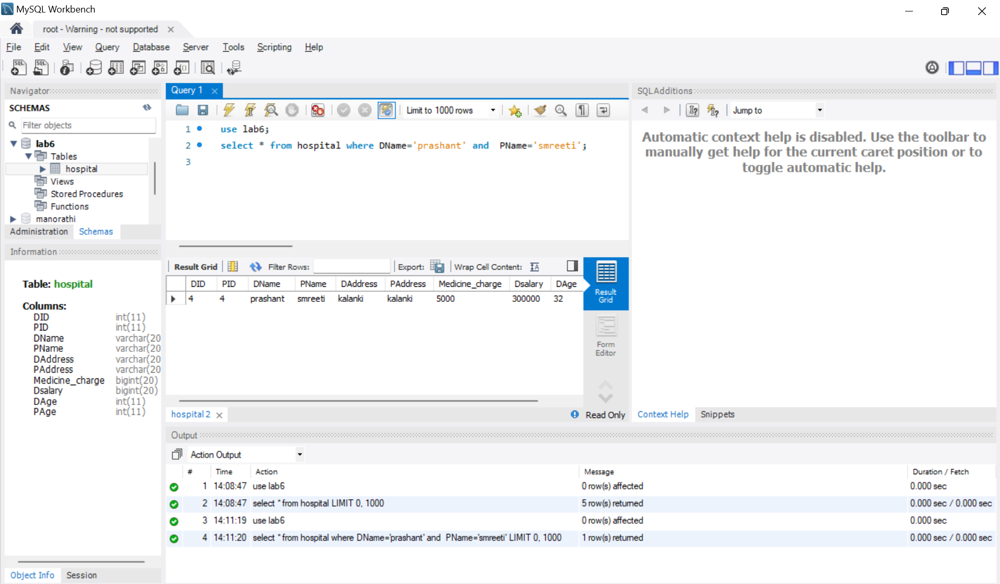 MySQL Workbench
root - Warning - not supported
File Edit View Query Database Server Tools Scripting Help
Navigator
SCHEMAS
Filter objects
lab6
Tables
hospital
Views
Stored Procedures
Functions
manorathi
Administration Schemas
Information
Table: hospital
Columns:
DID int(11)
PID int(11)
DName varchar(20
PName varchar(20
DAddress varchar(20
PAddress varchar(20
Medicine_charge bigint(20)
Dsalary bigint(20)
DAge int(11)
PAge int(11)
Object Info Session
Query 1
Limit to 1000 rows
1 use lab6;
2 select * from hospital where DName='prashant' and  PName='smreeti';
3
Result Grid Filter Rows: Export: Wrap Cell Content:
DID PID DName PName DAddress PAddress Medicine_charge Dsalary DAge
4 4 prashant smreeti kalanki kalanki 5000 300000 32
Result
Grid
Form
Editor
hospital 2 Read Only
SQLAdditions
Jump to
Automatic context help is disabled. Use the toolbar to
manually get help for the current caret position or to
toggle automatic help.
Context Help Snippets
Output
Action Output
# Time Action Message Duration / Fetch
1 14:08:47 use lab6 0 row(s) affected 0.000 sec
2 14:08:47 select * from hospital LIMIT 0, 1000 5 row(s) returned 0.000 sec / 0.000 sec
3 14:11:19 use lab6 0 row(s) affected 0.000 sec
4 14:11:20 select * from hospital where DName='prashant' and  PName='smreeti' LIMIT 0, 1000 1 row(s) returned 0.000 sec / 0.000 sec